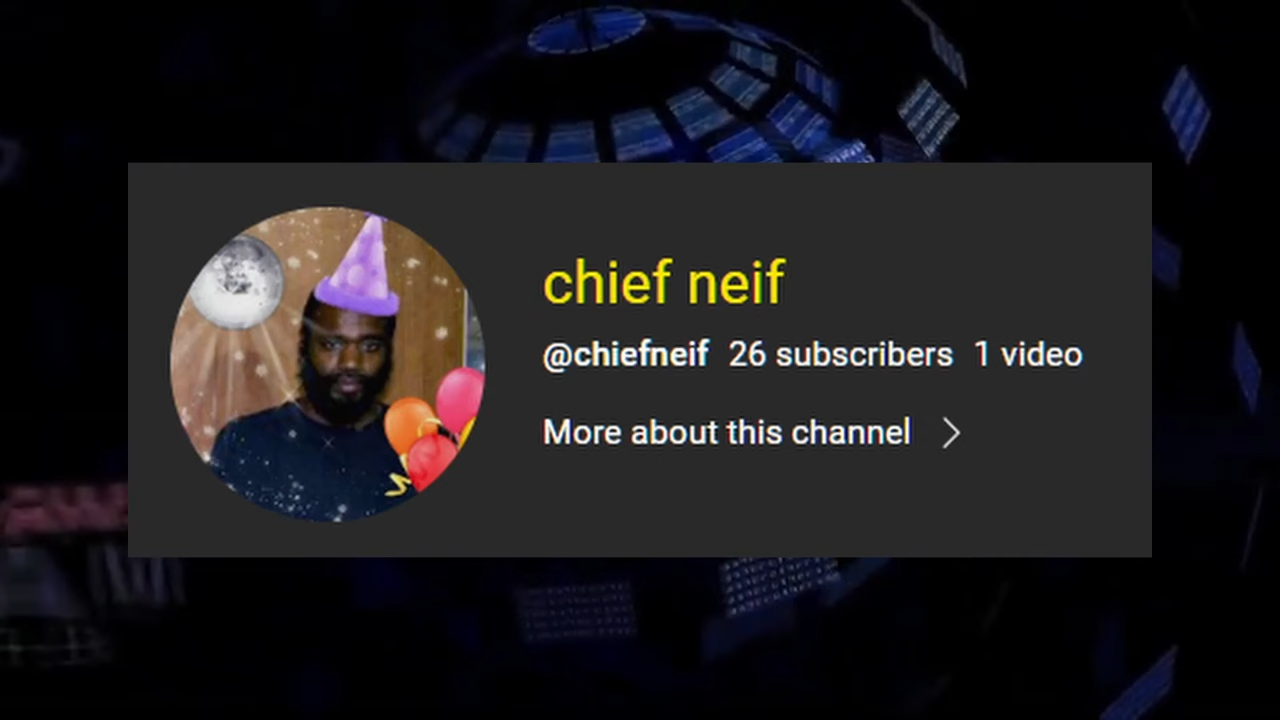 chief neif
@chiefneif 26 subscribers 1 video
More about this channel